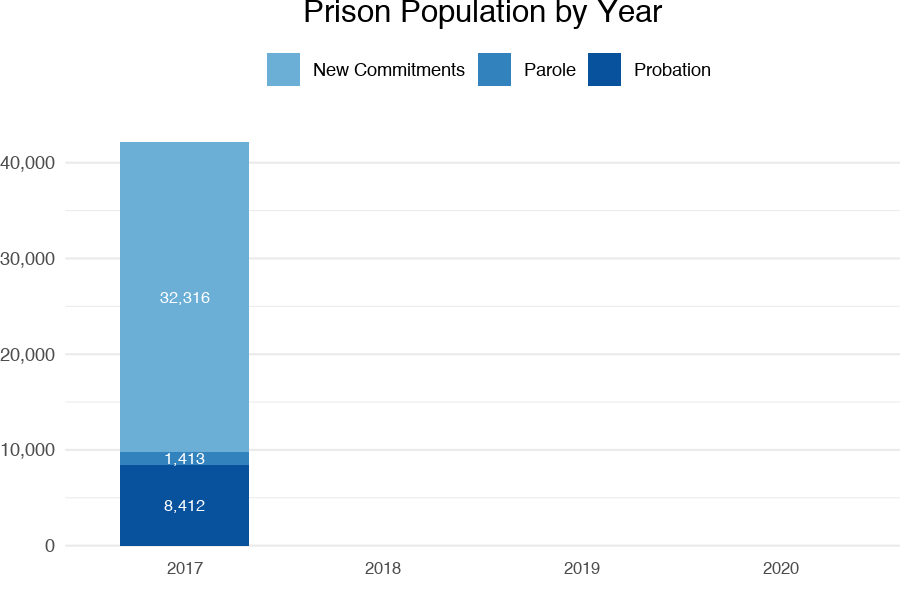 Prison Population by Year
New Commitments Parole Probation
40,000
30,000
32,316
20,000
10,000
1,413
8,412
0
2017 2018 2019 2020